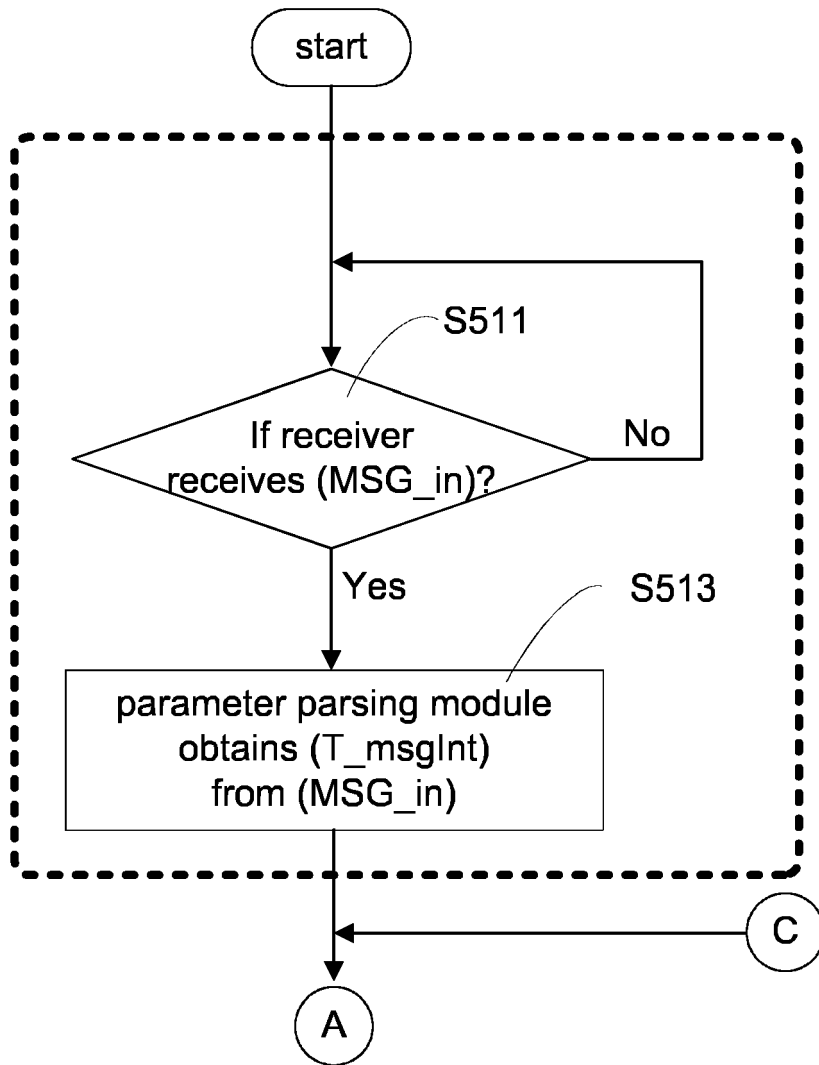 start
S511
If receiver
receives (MSG_in)?
No
Yes
S513
parameter parsing module
obtains (T_msgInt)
from (MSG_in)
C
A